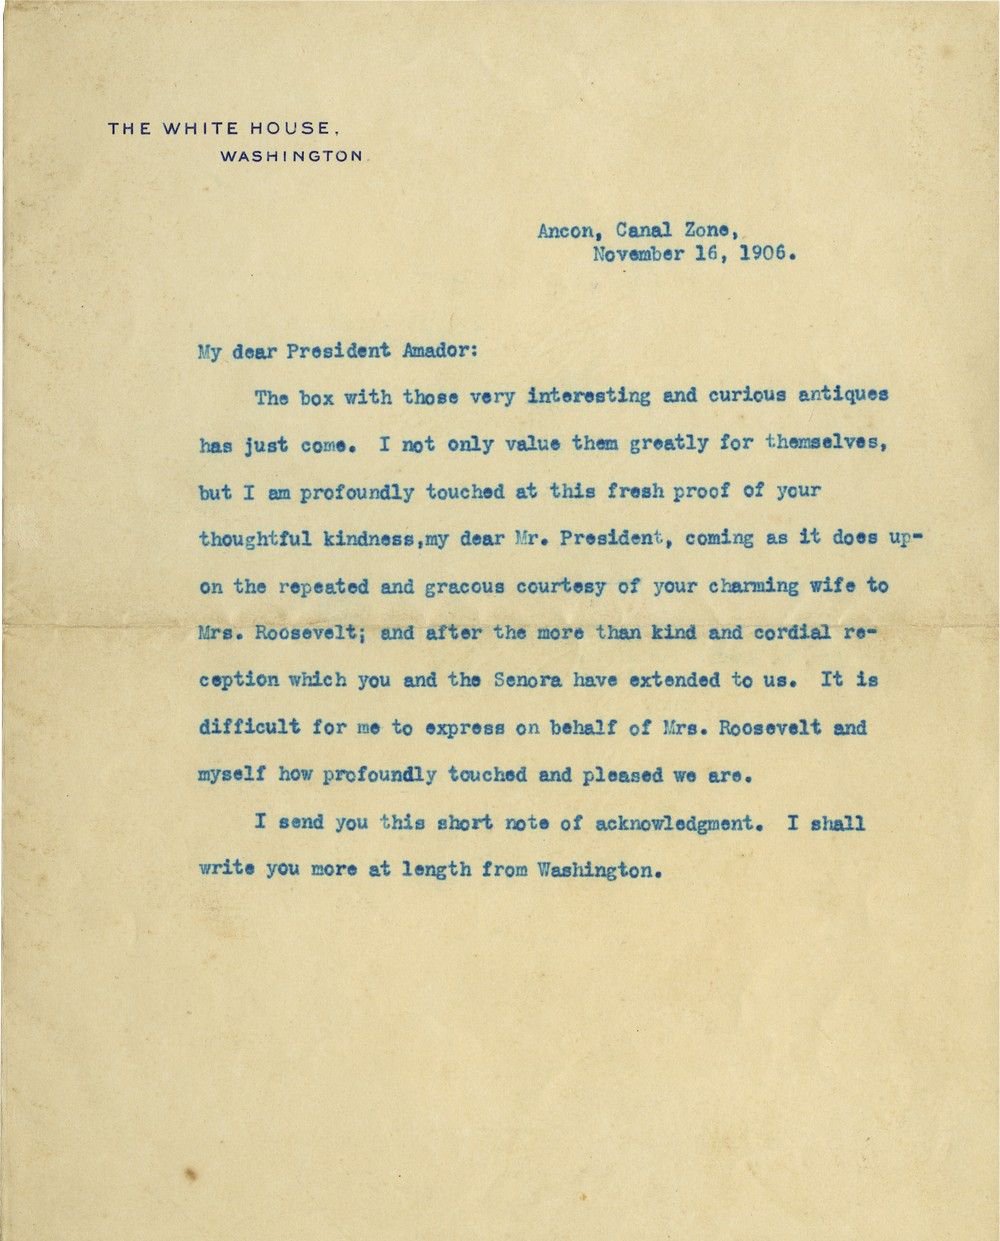 THE WHITE HOUSE,
WASHINGTON.
Ancon, Canal Zone,
November 16, 1906.
My dear President Amador:
The box with those very interesting and curious antiques
has just come. I not only value them greatly for themselves,
but I am profoundly touched at this fresh proof of your
thoughtful kindness,my dear Mr. President, coming as it does up-
on the repeated and gracous courtesy of your charming wife to
Mrs. Roosevelt; and after the more than kind and cordial re-
ception which you and the Senora have extended to us. It is
difficult for me to express on behalf of Mrs. Roosevelt and
myself how profoundly touched and pleased we are.
I send you this short note of acknowledgment. I shall
write you more at length from Washington.